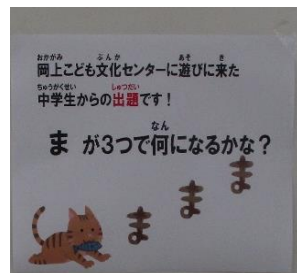 岡上こども文化センターに遊びに来た
中学生からの出題です！
まが3つで何になるかな？
ま
ま
ま